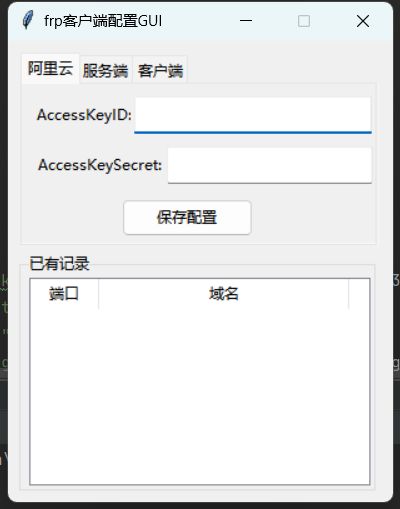 frp客户端配置GUI
阿里云 服务端 客户端
AccessKeyID:
AccessKeySecret:
保存配置
已有记录
端口 域名